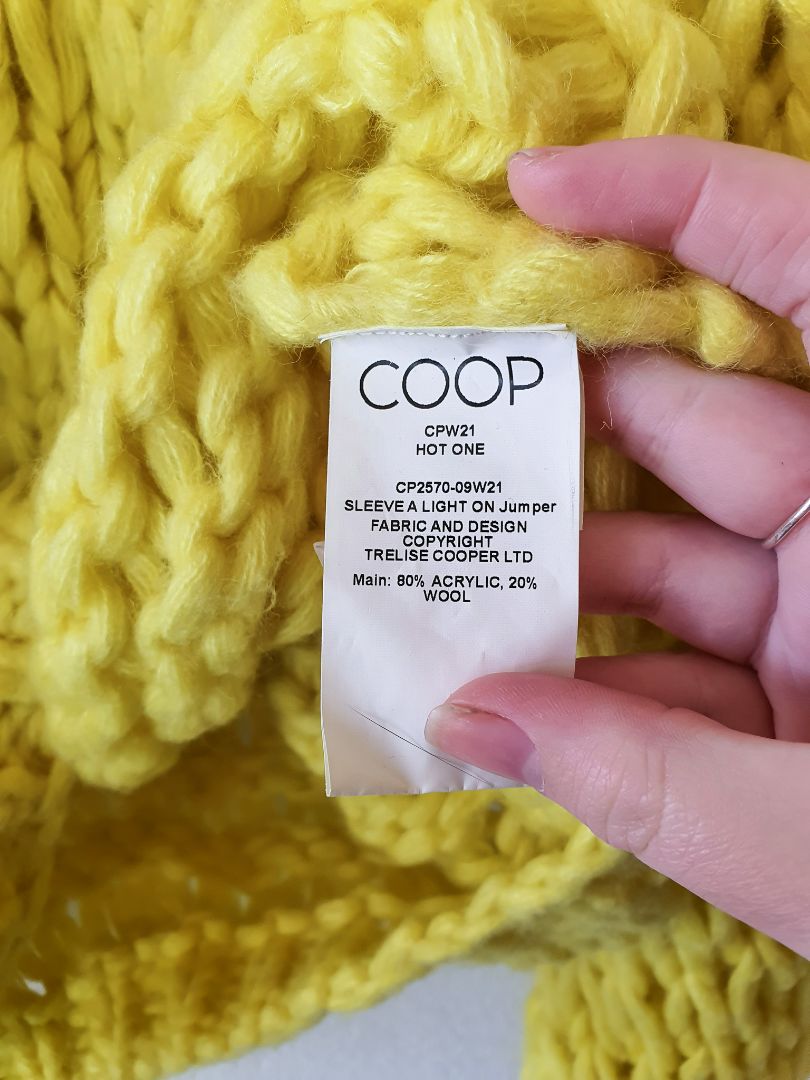 COOP
CPW21
HOT ONE
CP2570-09W21
SLEEVE A LIGHT ON Jumper
FABRIC AND DESIGN
COPYRIGHT
TRELISE COOPER LTD
Main: 80% ACRYLIC, 20%
WOOL